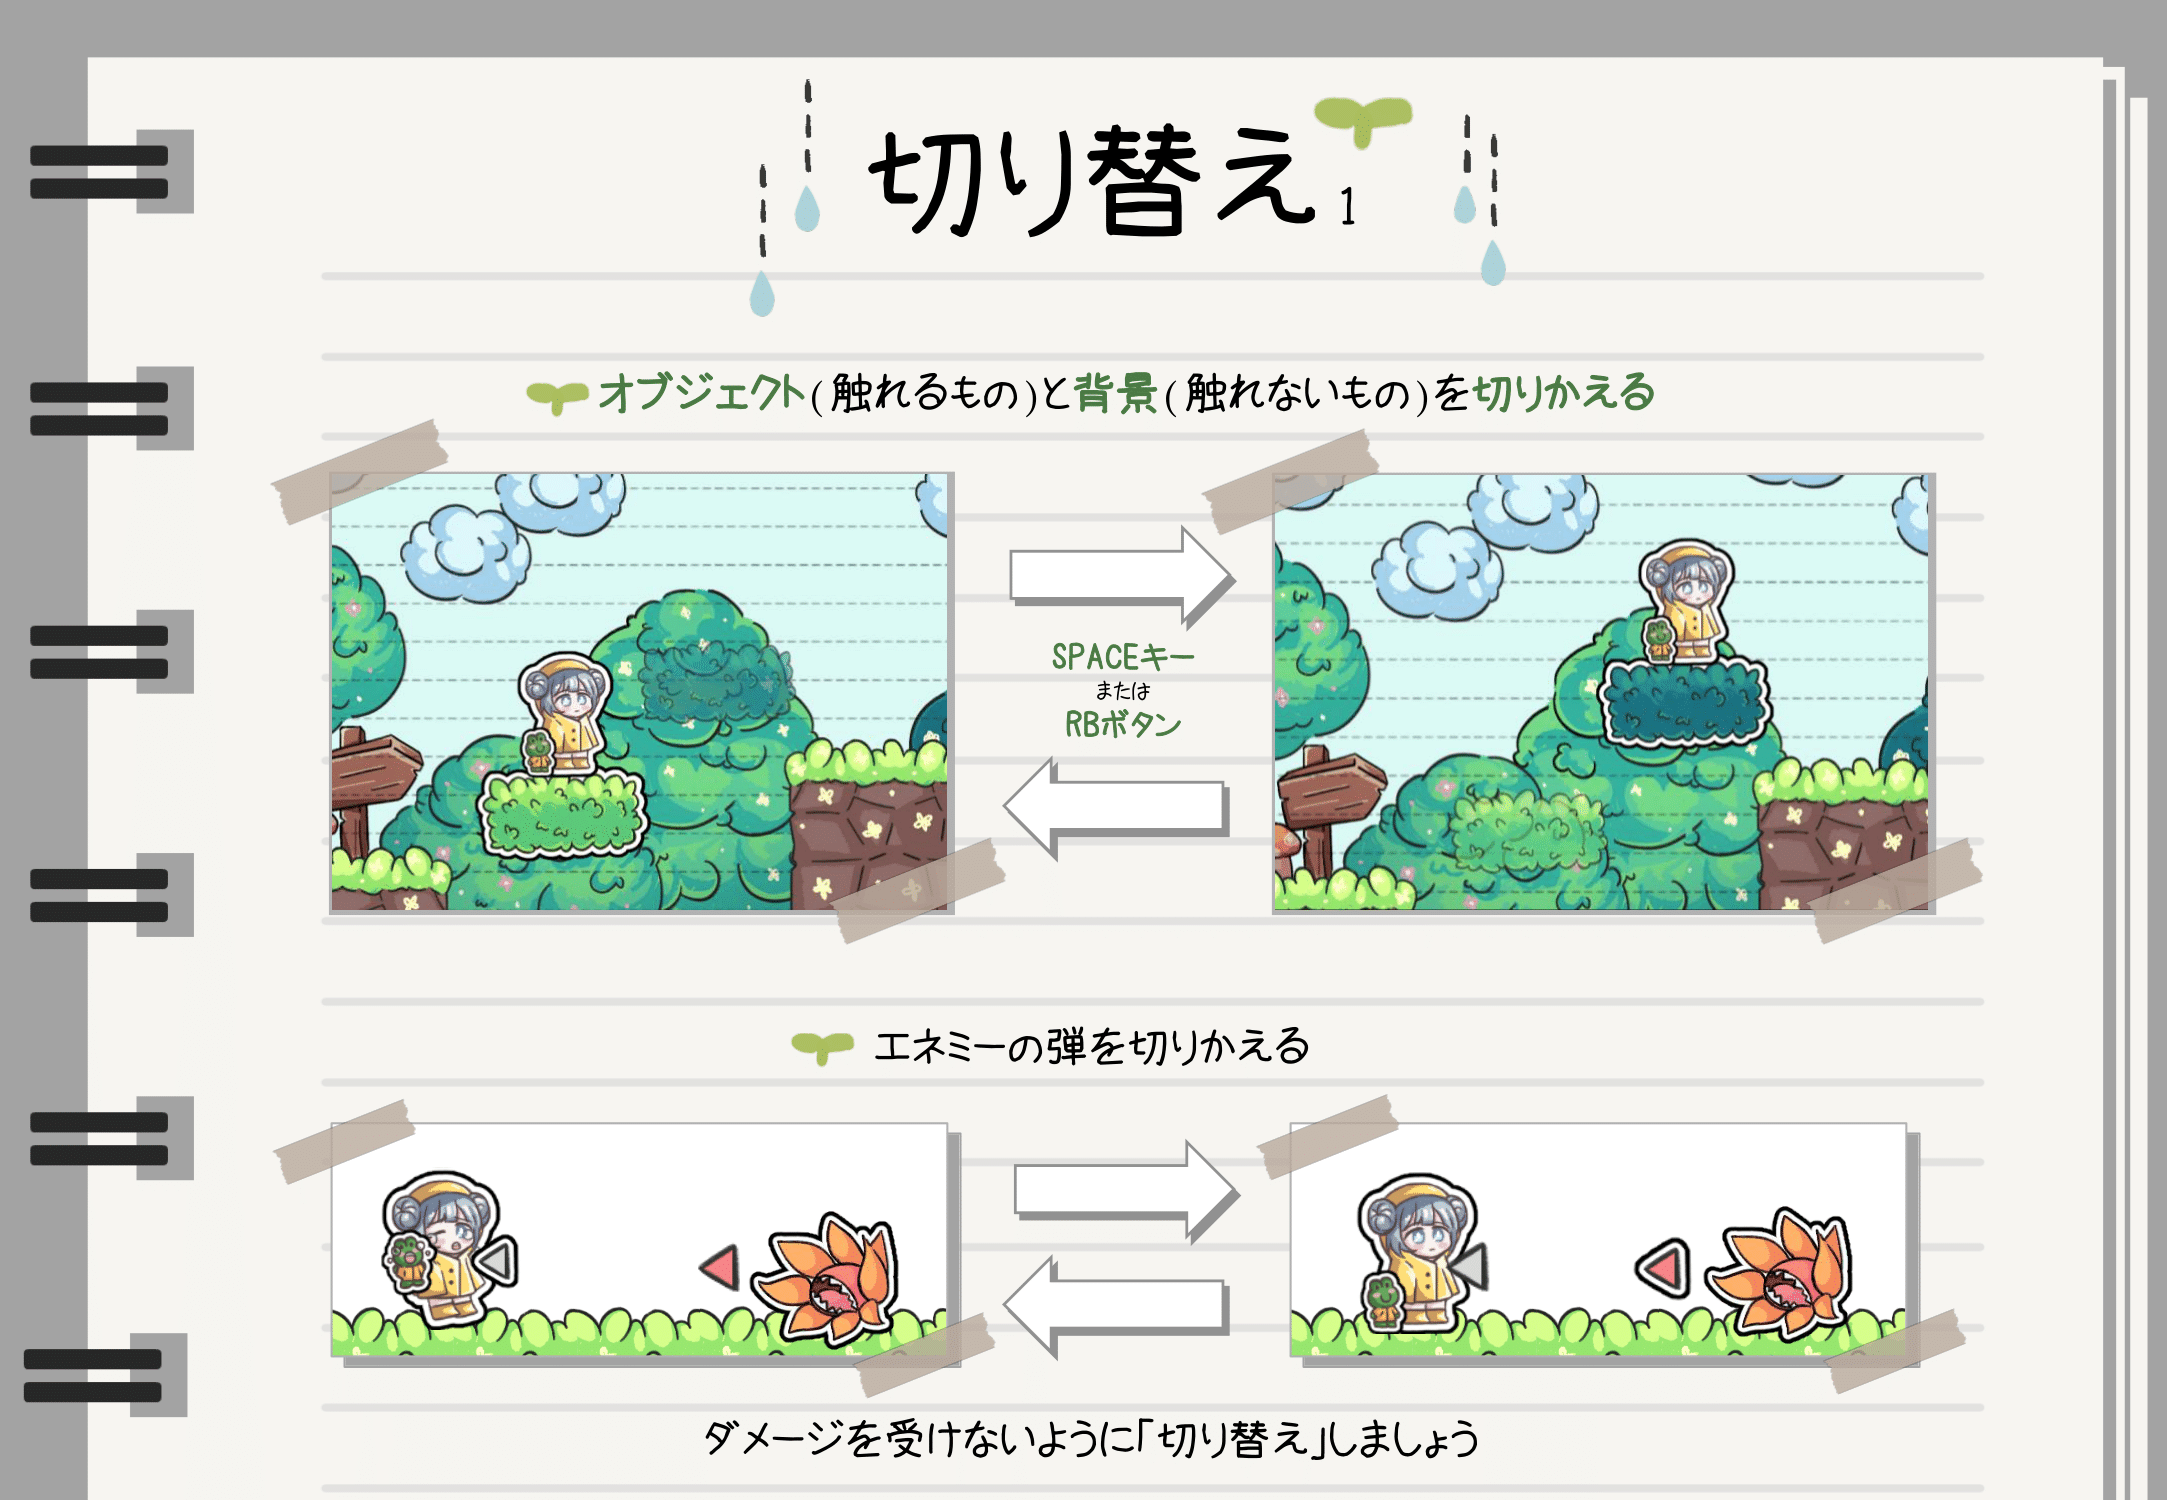 切り替え1
オブジェクト(触れるもの)と背景(触れないもの)を切りかえる
SPACEキー
または
RBボタン
エネミーの弾を切りかえる
ダメージを受けないように「切り替え」しましょう